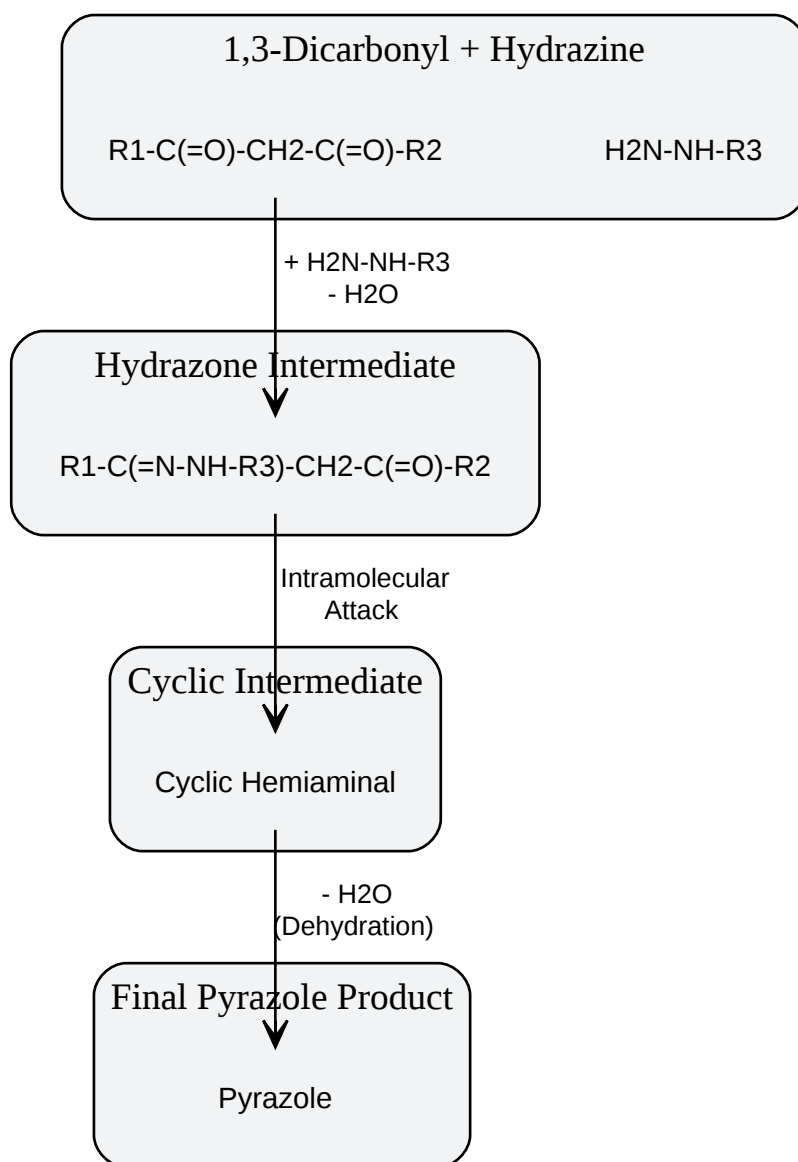 1,3-Dicarbonyl + Hydrazine
R1-C(=O)-CH2-C(=O)-R2 H2N-NH-R3
+ H2N-NH-R3
- H2O
Hydrazone Intermediate
R1-C(=N-NH-R3)-CH2-C(=O)-R2
Intramolecular
Attack
Cyclic Intermediate
Cyclic Hemiaminal
- H2O
(Dehydration)
Final Pyrazole Product
Pyrazole